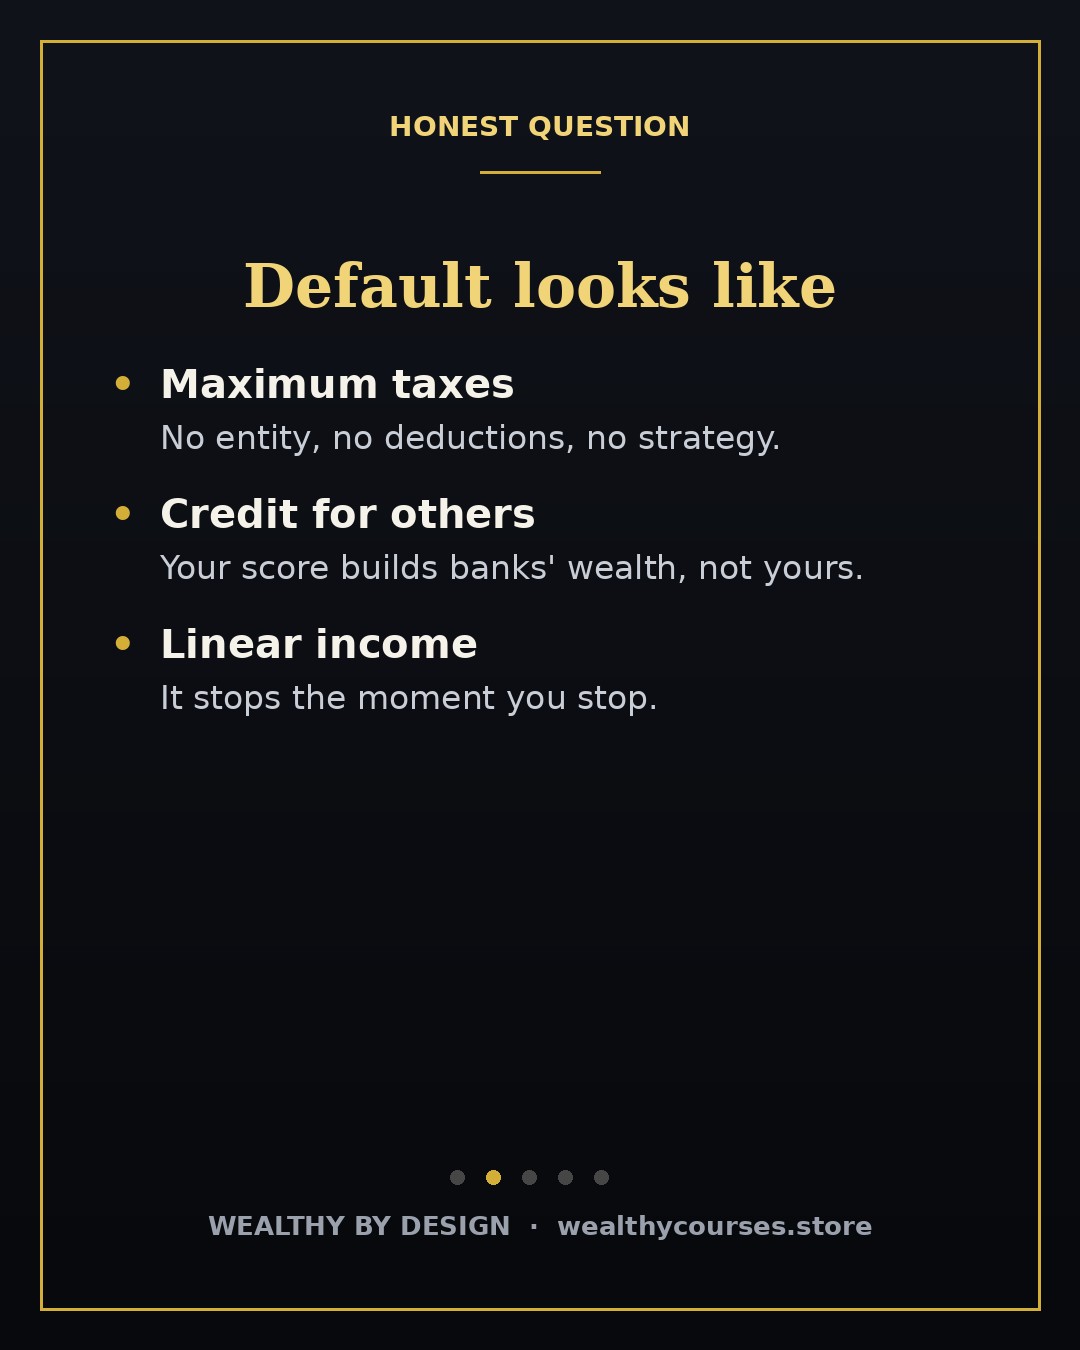 HONEST QUESTION
Default looks like
• Maximum taxes
No entity, no deductions, no strategy.
• Credit for others
Your score builds banks' wealth, not yours.
• Linear income
It stops the moment you stop.
WEALTHY BY DESIGN · wealthycourses.store